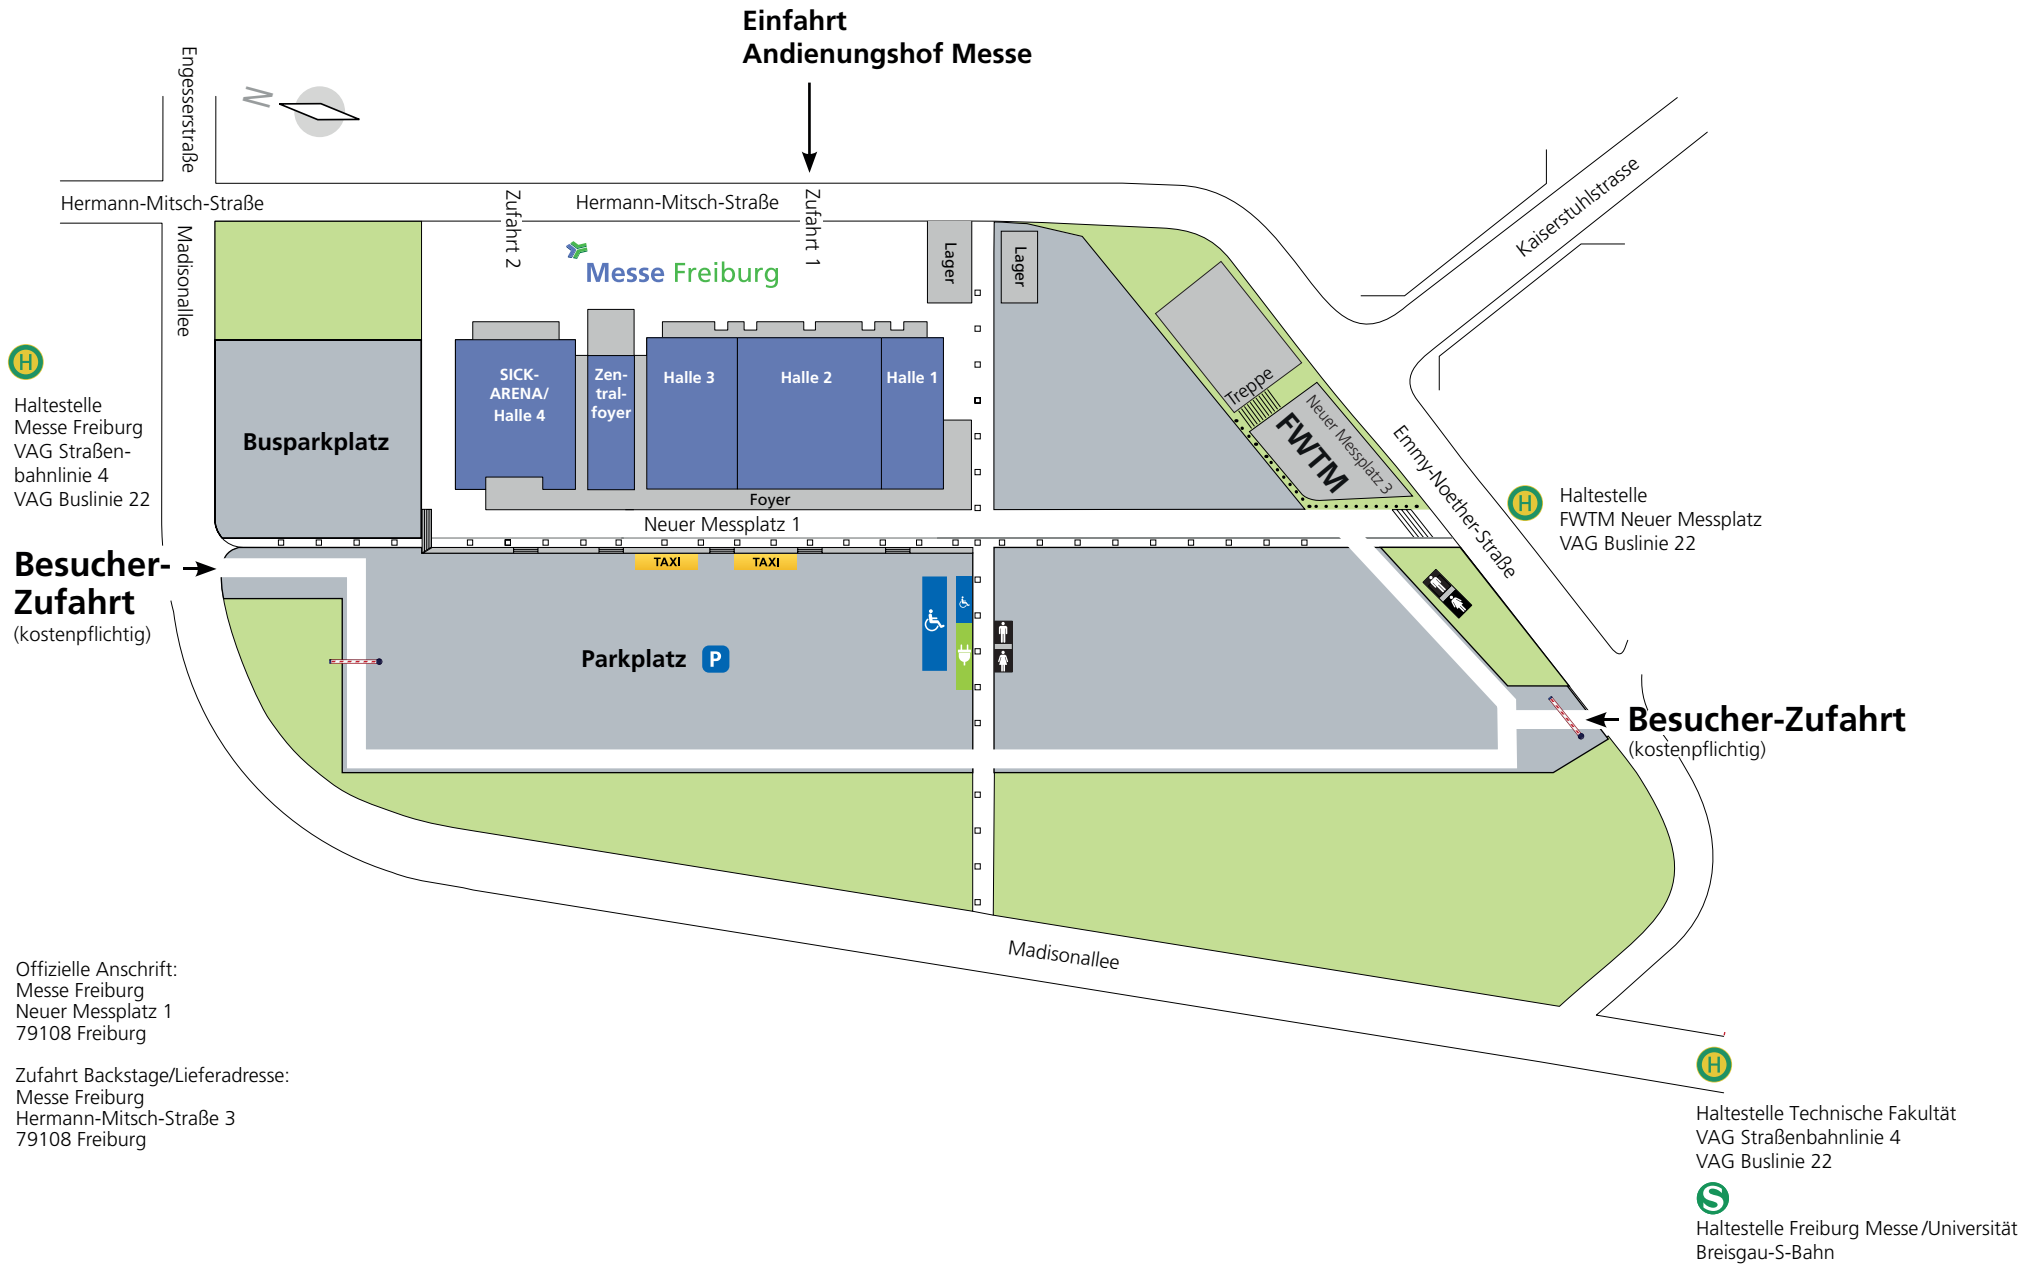 Einfahrt
Andienungshof Messe
Engesserstraße
N
Hermann-Mitsch-Straße
Zufahrt 2
Hermann-Mitsch-Straße
Zufahrt 1
Kaiserstuhlstrasse
Madisonallee
Messe Freiburg
Lager
Lager
H
Haltestelle
Messe Freiburg
VAG Straßen-
bahnlinie 4
VAG Buslinie 22
SICK-
ARENA/
Halle 4
Zen-
tral-
foyer
Halle 3
Halle 2
Halle 1
Treppe
Neuer Messplatz 3
FWTM
Emmy-Noether-Straße
Busparkplatz
Foyer
Neuer Messplatz 1
H
Haltestelle
FWTM Neuer Messplatz
VAG Buslinie 22
Besucher-
Zufahrt
(kostenpflichtig)
TAXI
TAXI
Parkplatz P
Besucher-Zufahrt
(kostenpflichtig)
Madisonallee
Offizielle Anschrift:
Messe Freiburg
Neuer Messplatz 1
79108 Freiburg
Zufahrt Backstage/Lieferadresse:
Messe Freiburg
Hermann-Mitsch-Straße 3
79108 Freiburg
H
Haltestelle Technische Fakultät
VAG Straßenbahnlinie 4
VAG Buslinie 22
S
Haltestelle Freiburg Messe/Universität
Breisgau-S-Bahn